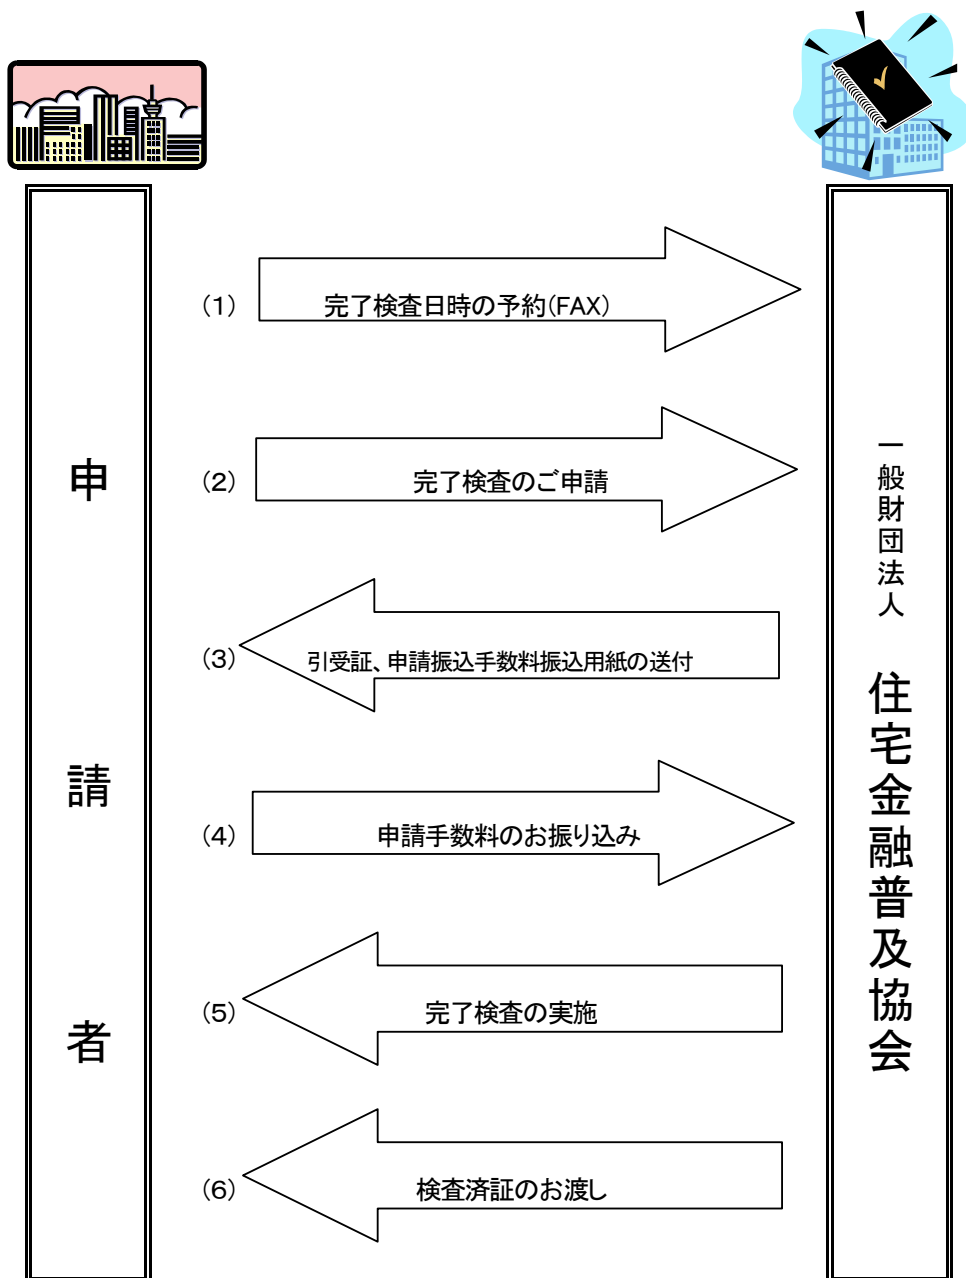 申請者
(1) 完了検査日時の予約(FAX)
(2) 完了検査のご申請
(3) 引受証、申請振込手数料振込用紙の送付
(4) 申請手数料のお振り込み
(5) 完了検査の実施
(6) 検査済証のお渡し
一般財団法人 住宅金融普及協会